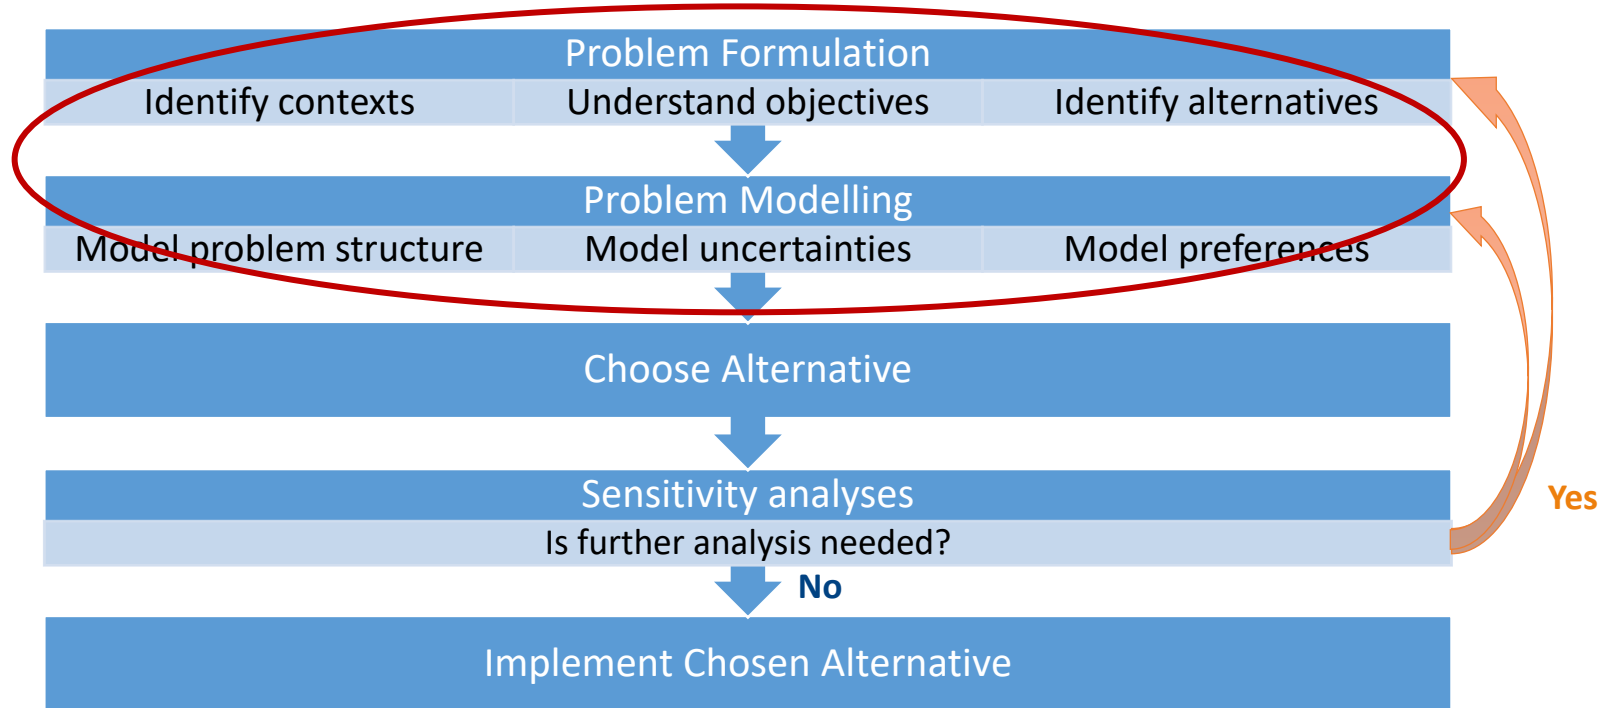 Problem Formulation
Identify contexts Understand objectives Identify alternatives
Problem Modelling
Model problem structure Model uncertainties Model preferences
Choose Alternative
Sensitivity analyses
Yes
Is further analysis needed?
No
Implement Chosen Alternative